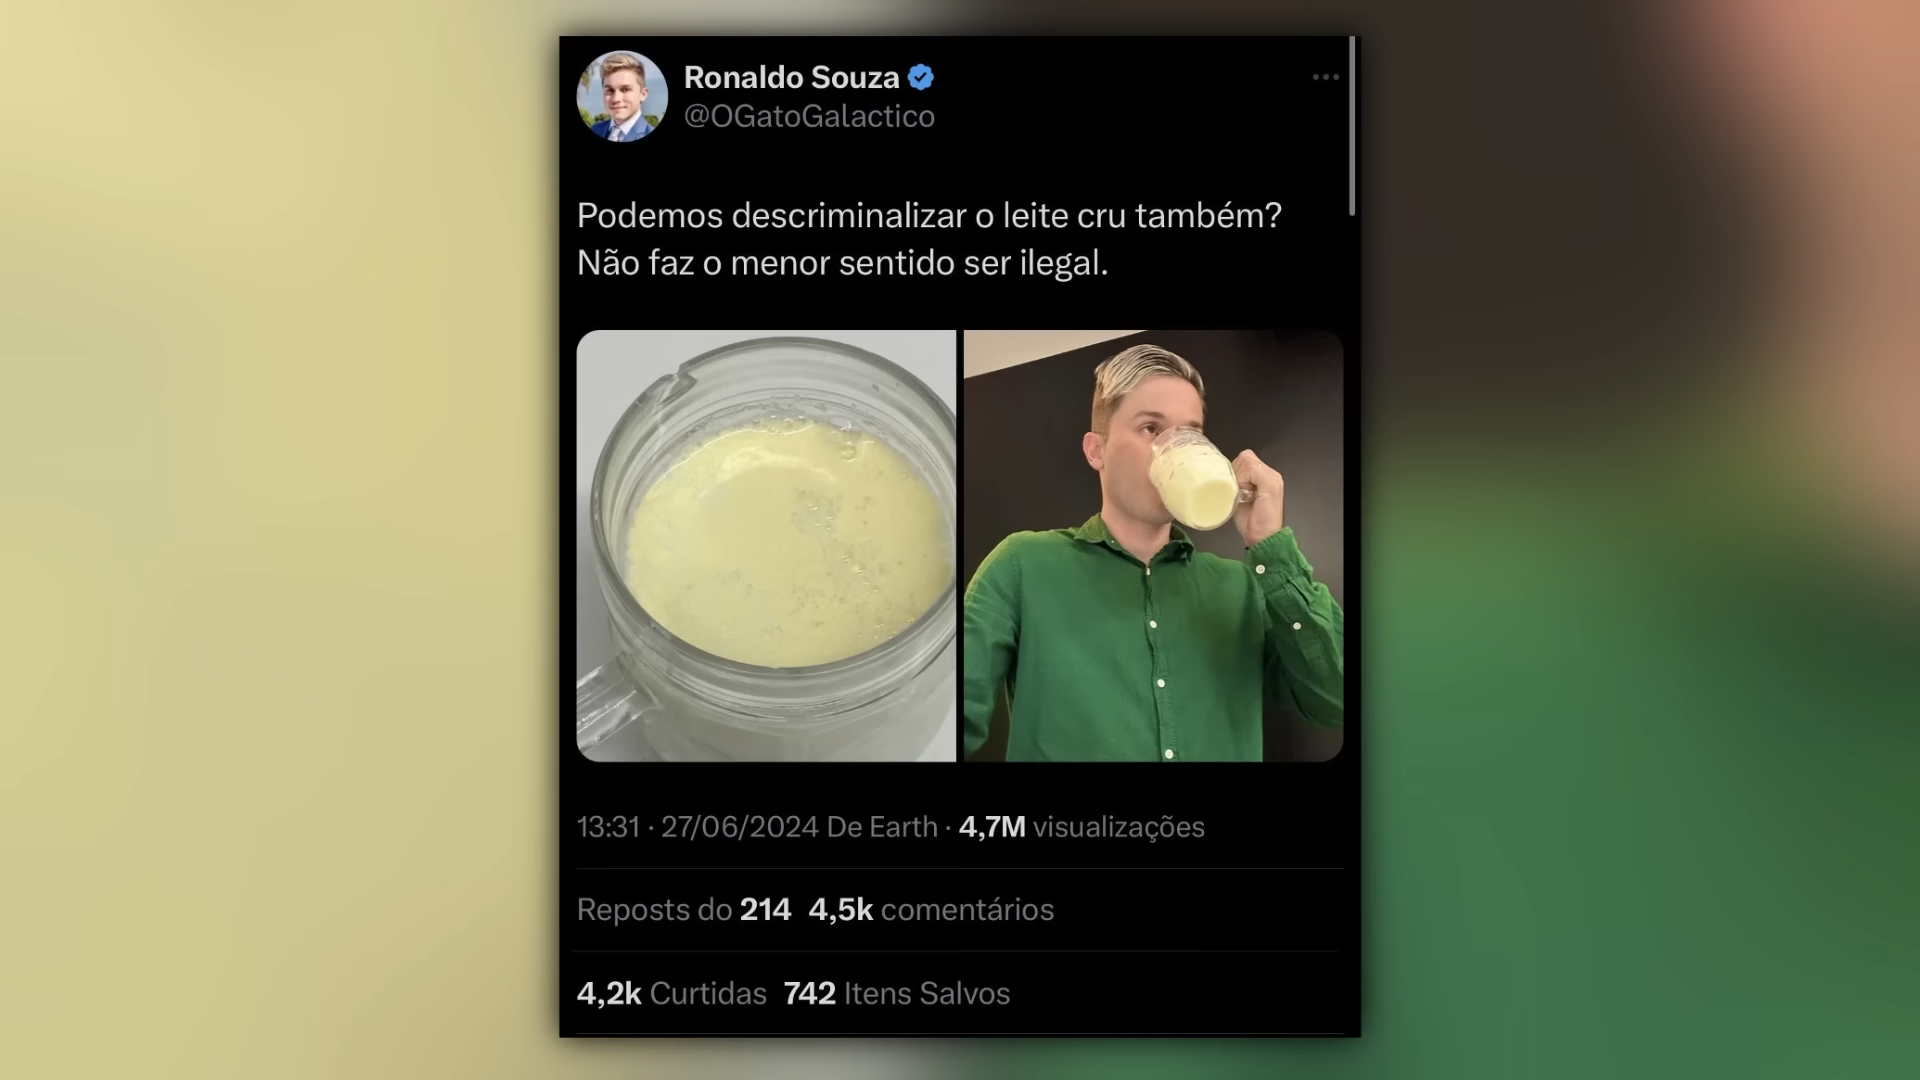 Ronaldo Souza
@OGatoGalactico
Podemos descriminalizar o leite cru também?
Não faz o menor sentido ser ilegal.
13:31 · 27/06/2024 De Earth · 4,7M visualizações
Reposts do 214 4,5k comentários
4,2k Curtidas 742 Itens Salvos